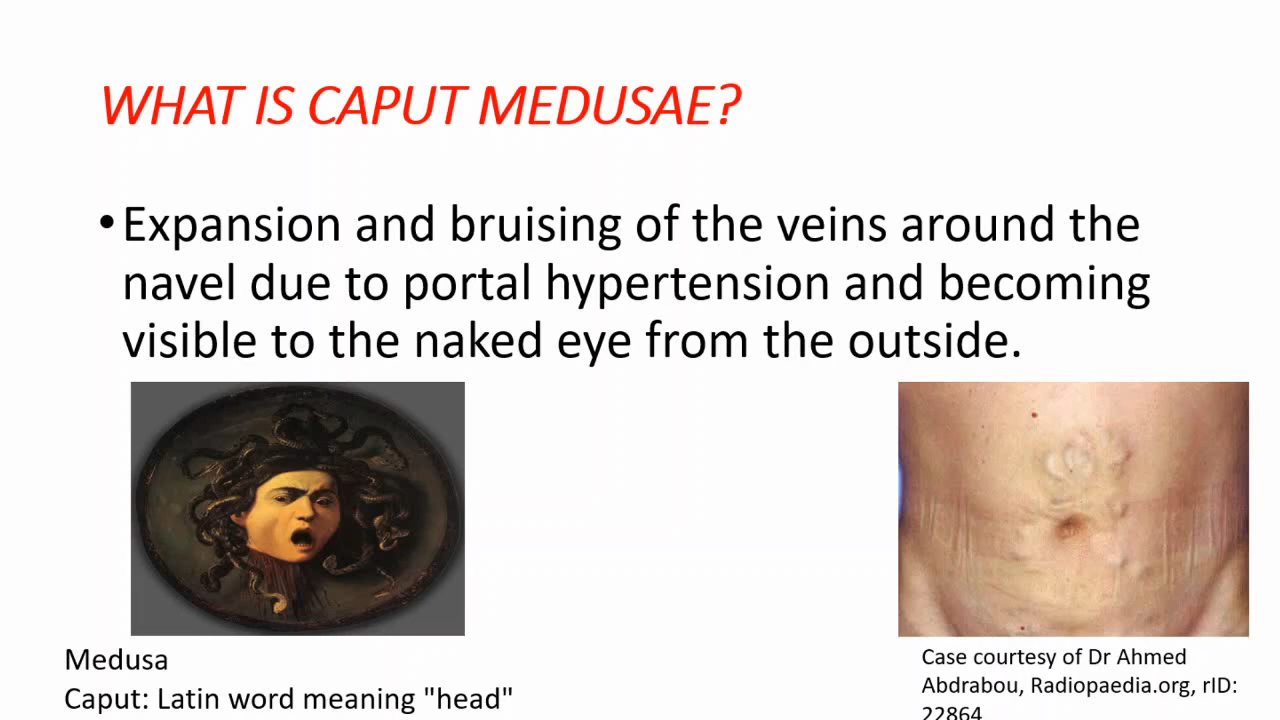 WHAT IS CAPUT MEDUSAE?
•Expansion and bruising of the veins around the
navel due to portal hypertension and becoming
visible to the naked eye from the outside.
Medusa
Caput: Latin word meaning "head"
Case courtesy of Dr Ahmed
Abdrabou, Radiopaedia.org, rID:
22864